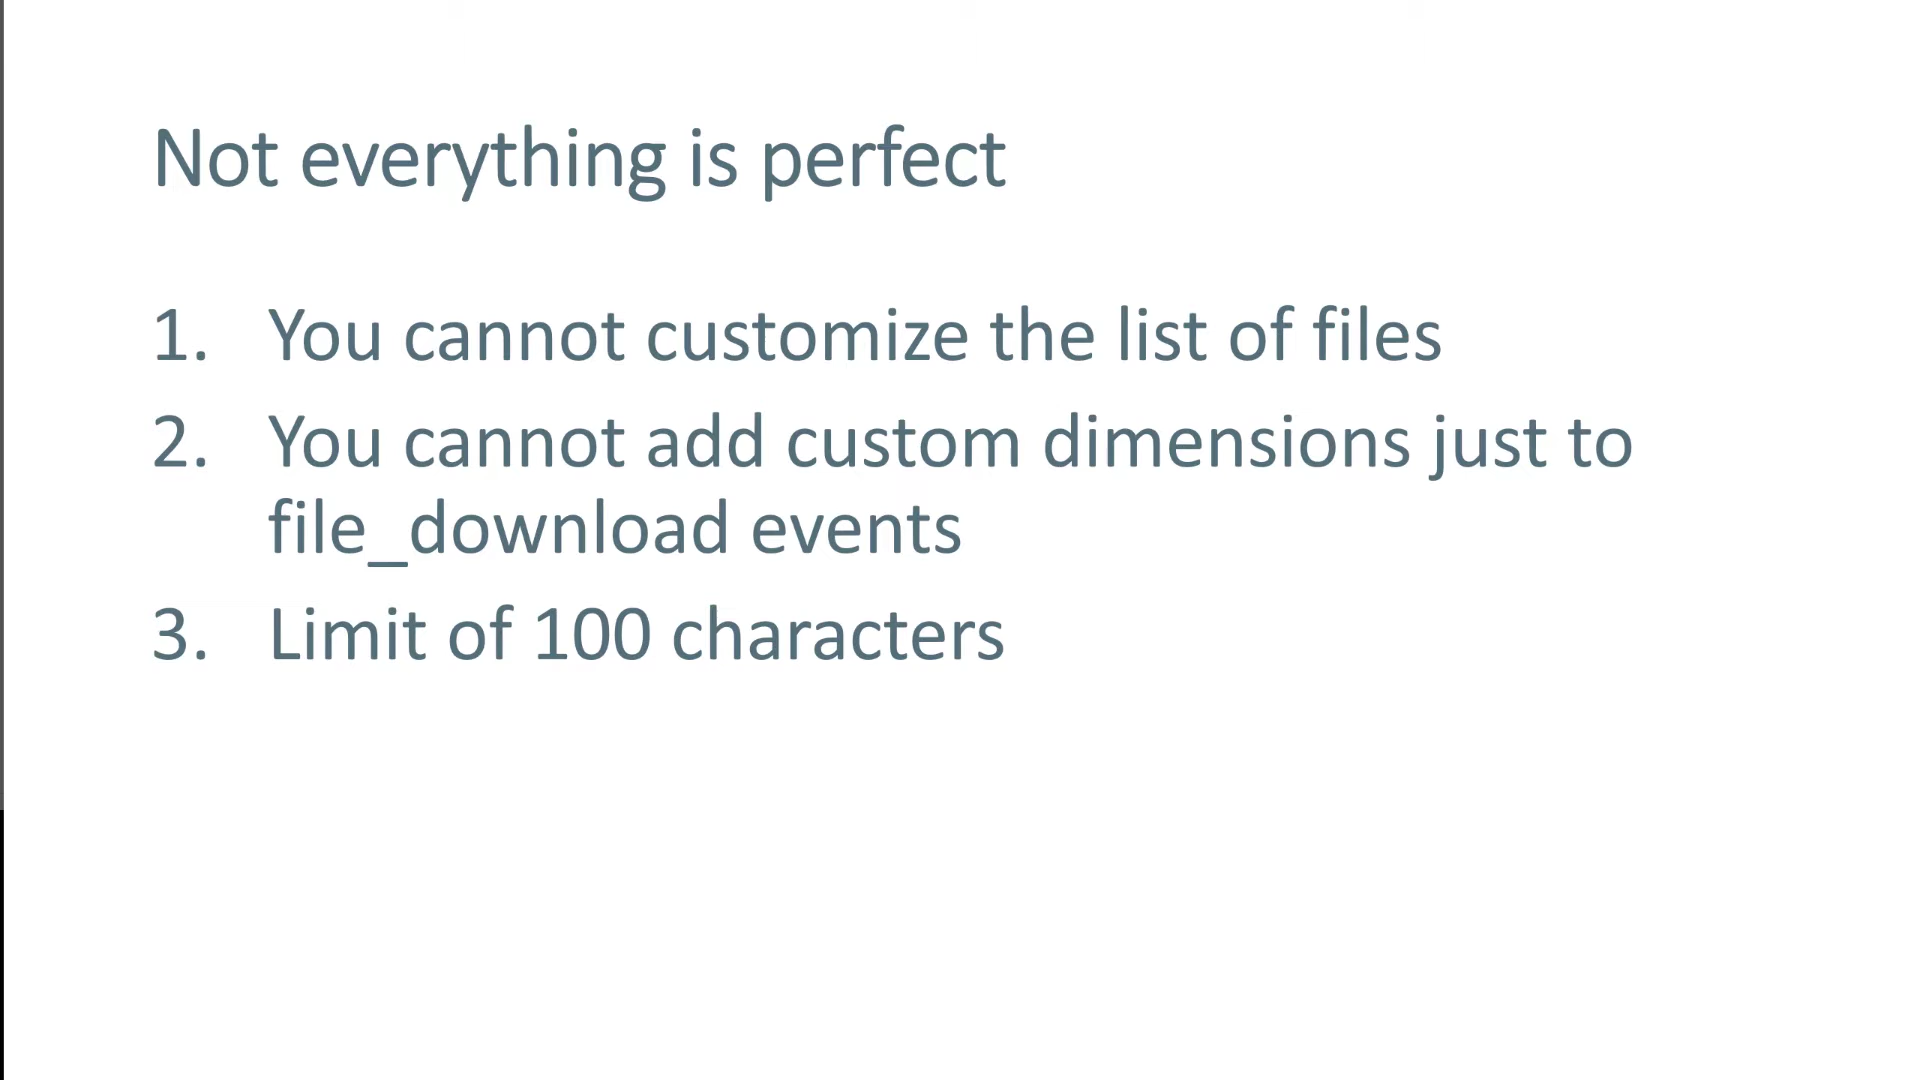 Not everything is perfect
1. You cannot customize the list of files
2. You cannot add custom dimensions just to
file_download events
3. Limit of 100 characters